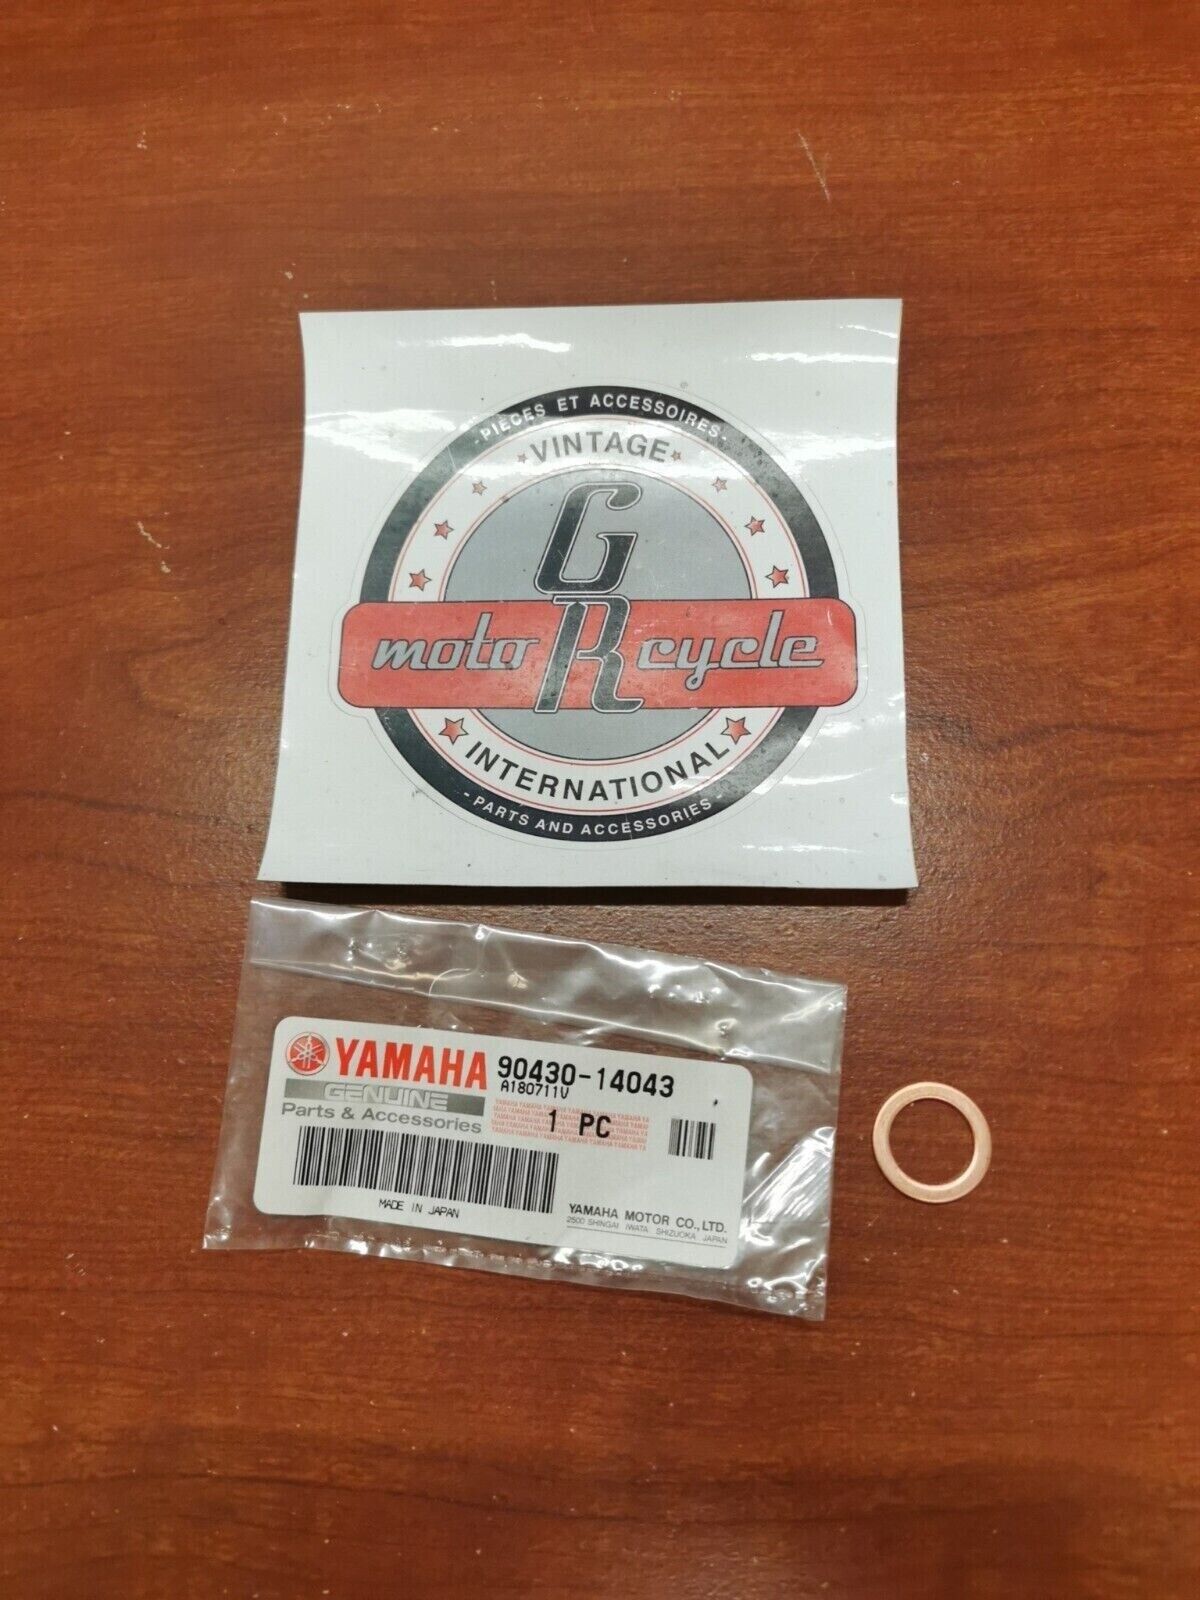 - PIÈCES ET ACCESSOIRES -
VINTAGE
G
moto R cycle
INTERNATIONAL
- PARTS AND ACCESSORIES -
YAMAHA 90430-14043
GENUINE A180711V
Parts & Accessories 1 PC
MADE IN JAPAN
YAMAHA MOTOR CO., LTD.
2500 SHINGAI IWATA SHIZUOKA JAPAN